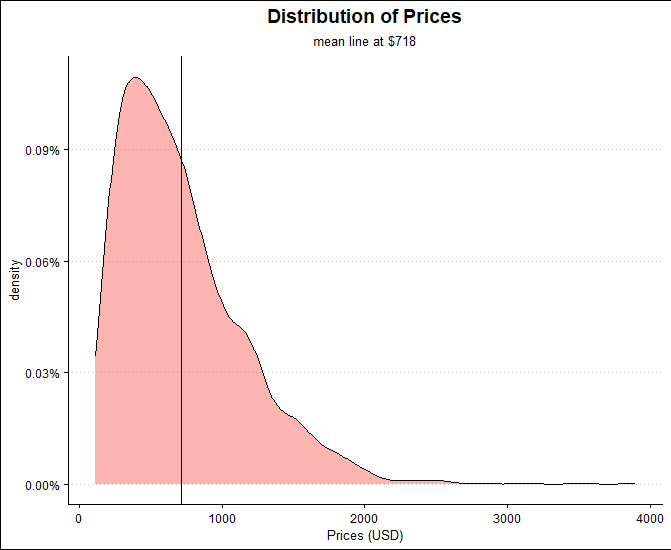 Distribution of Prices
mean line at $718
0.09%
0.06%
0.03%
0.00%
density
0 1000 2000 3000 4000
Prices (USD)